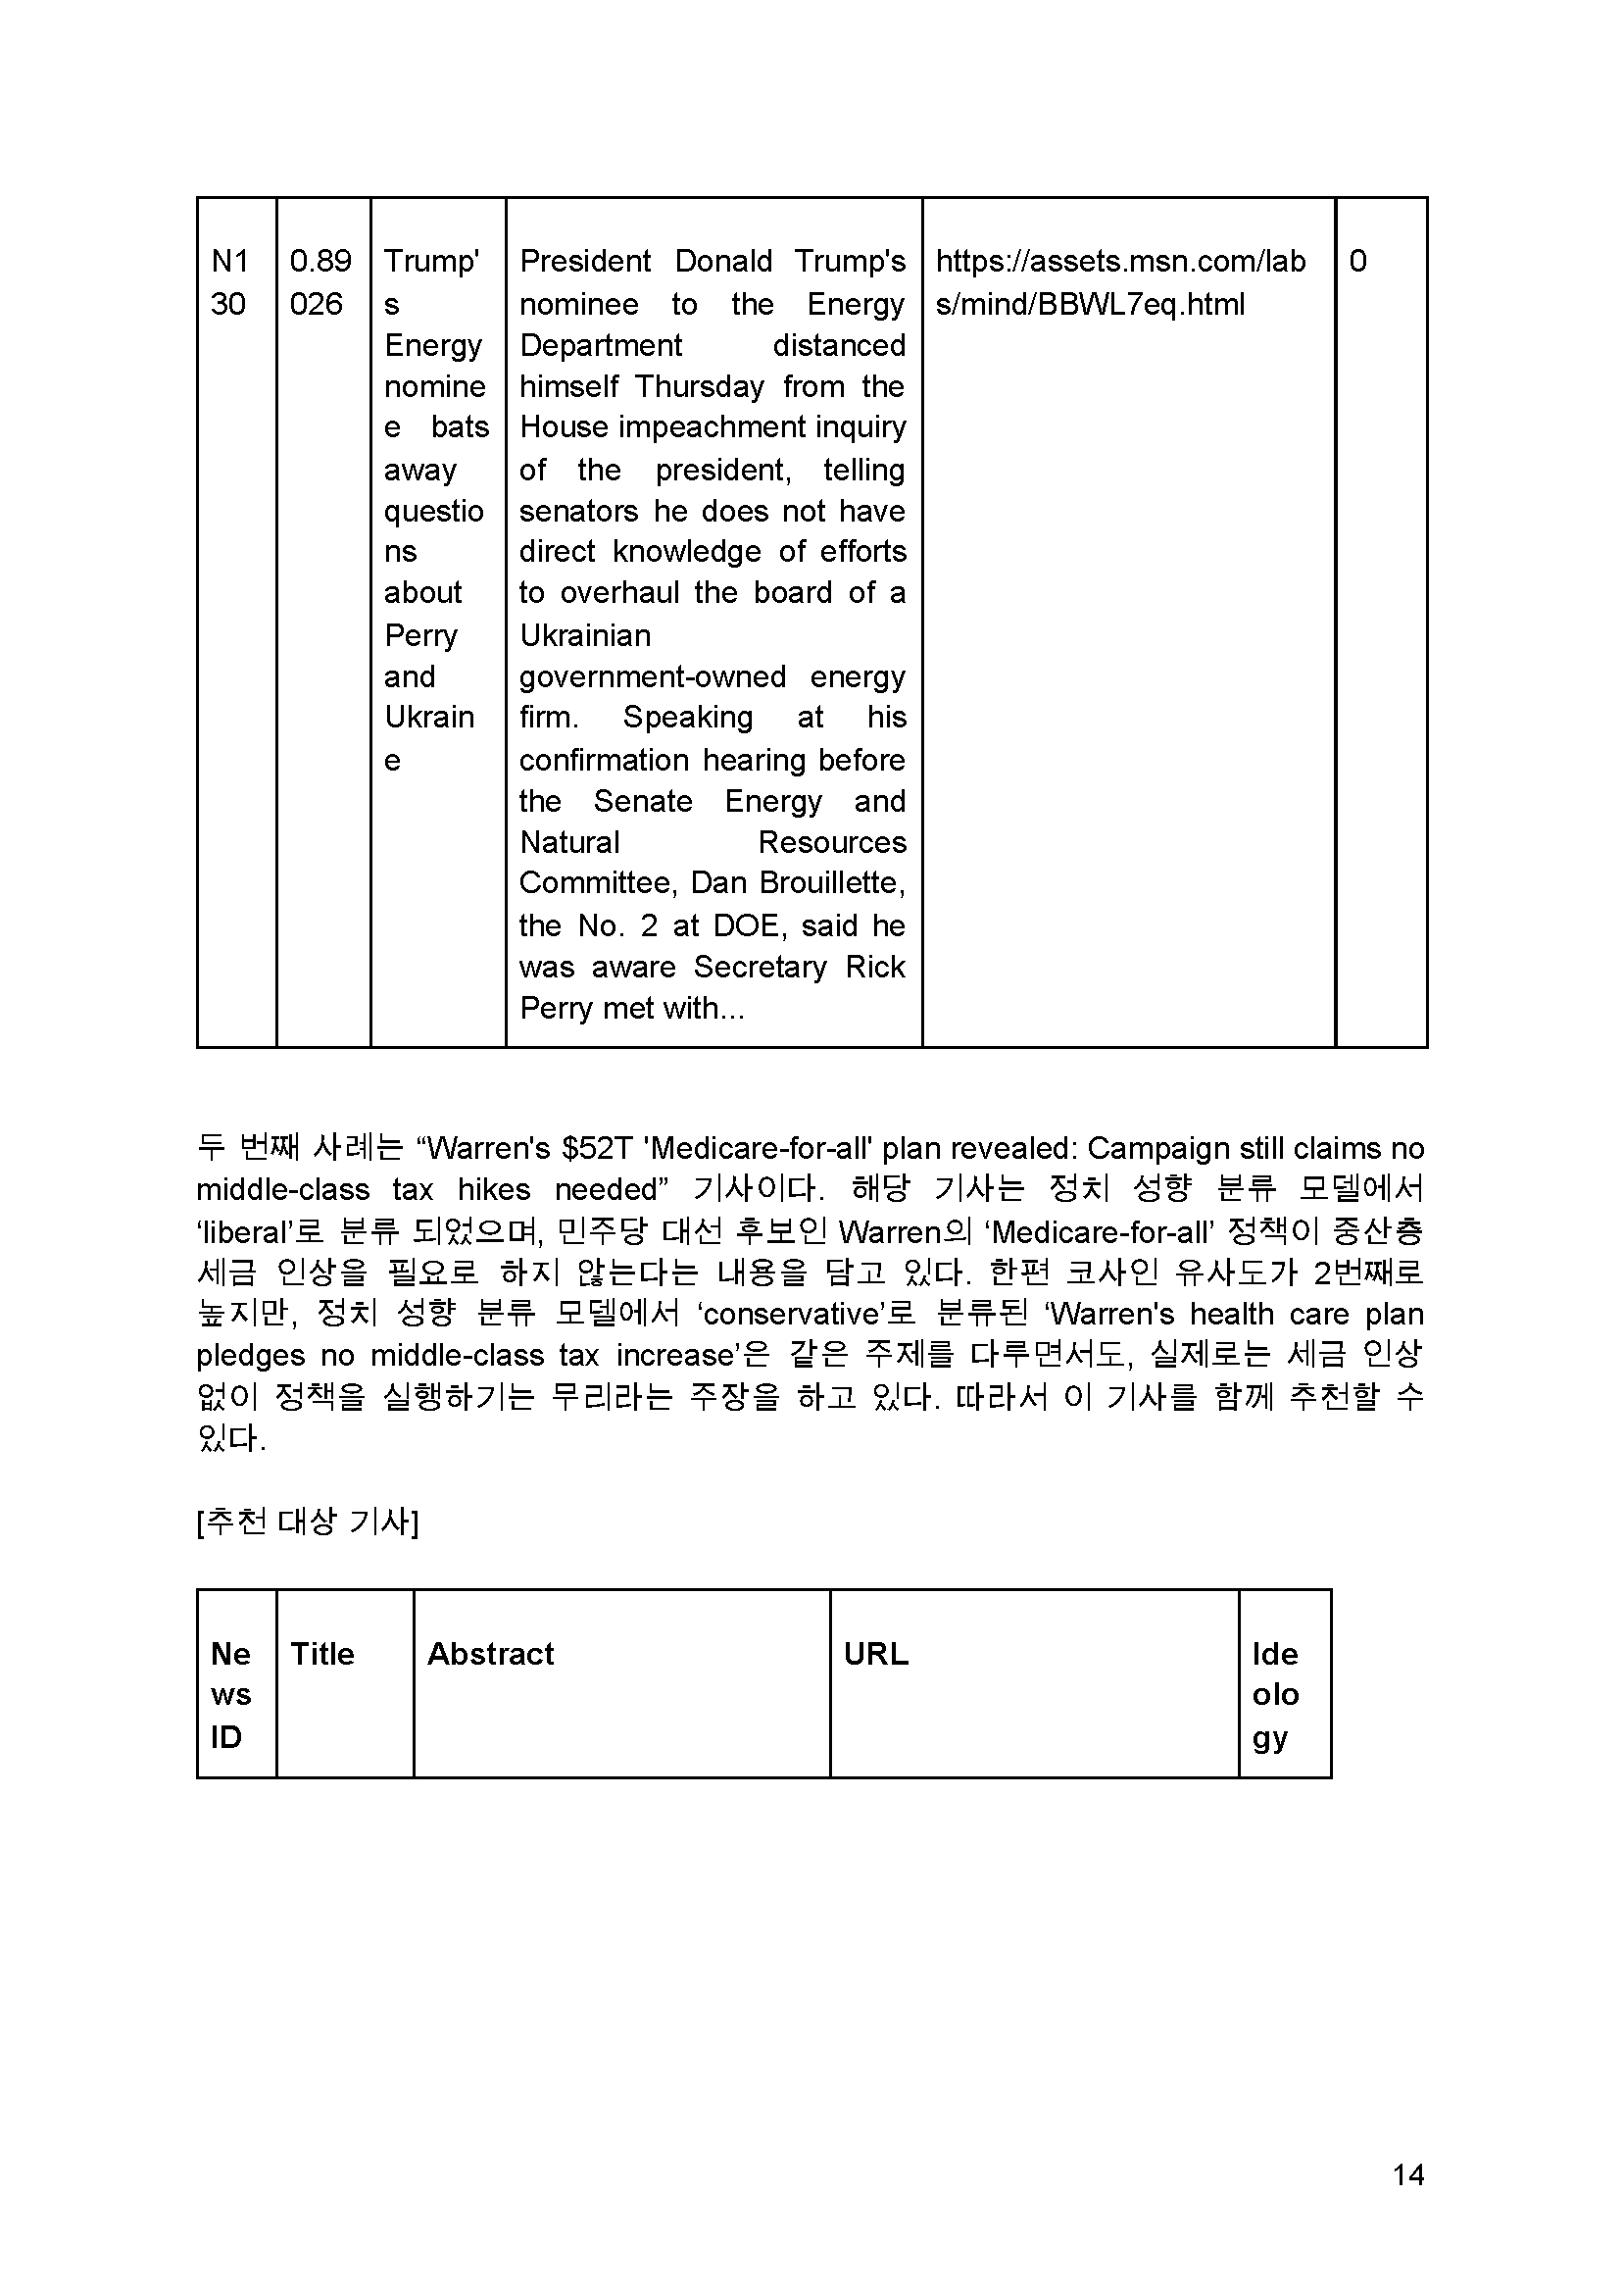 N1
30
0.89
026
Trump'
s
Energy
nomine
e bats
away
questio
ns
about
Perry
and
Ukrain
e
President Donald Trump's
nominee to the Energy
Department distanced
himself Thursday from the
House impeachment inquiry
of the president, telling
senators he does not have
direct knowledge of efforts
to overhaul the board of a
Ukrainian
government-owned energy
firm. Speaking at his
confirmation hearing before
the Senate Energy and
Natural Resources
Committee, Dan Brouillette,
the No. 2 at DOE, said he
was aware Secretary Rick
Perry met with...
https://assets.msn.com/lab
s/mind/BBWL7eq.html
0
두 번째 사례는 “Warren's $52T 'Medicare-for-all' plan revealed: Campaign still claims no
middle-class tax hikes needed” 기사이다. 해당 기사는 정치 성향 분류 모델에서
‘liberal’로 분류 되었으며, 민주당 대선 후보인 Warren의 ‘Medicare-for-all’ 정책이 중산층
세금 인상을 필요로 하지 않는다는 내용을 담고 있다. 한편 코사인 유사도가 2번째로
높지만, 정치 성향 분류 모델에서 ‘conservative’로 분류된 ‘Warren's health care plan
pledges no middle-class tax increase’은 같은 주제를 다루면서도, 실제로는 세금 인상
없이 정책을 실행하기는 무리라는 주장을 하고 있다. 따라서 이 기사를 함께 추천할 수
있다.
[추천 대상 기사]
Ne
ws
ID
Title
Abstract
URL
Ide
olo
gy
14